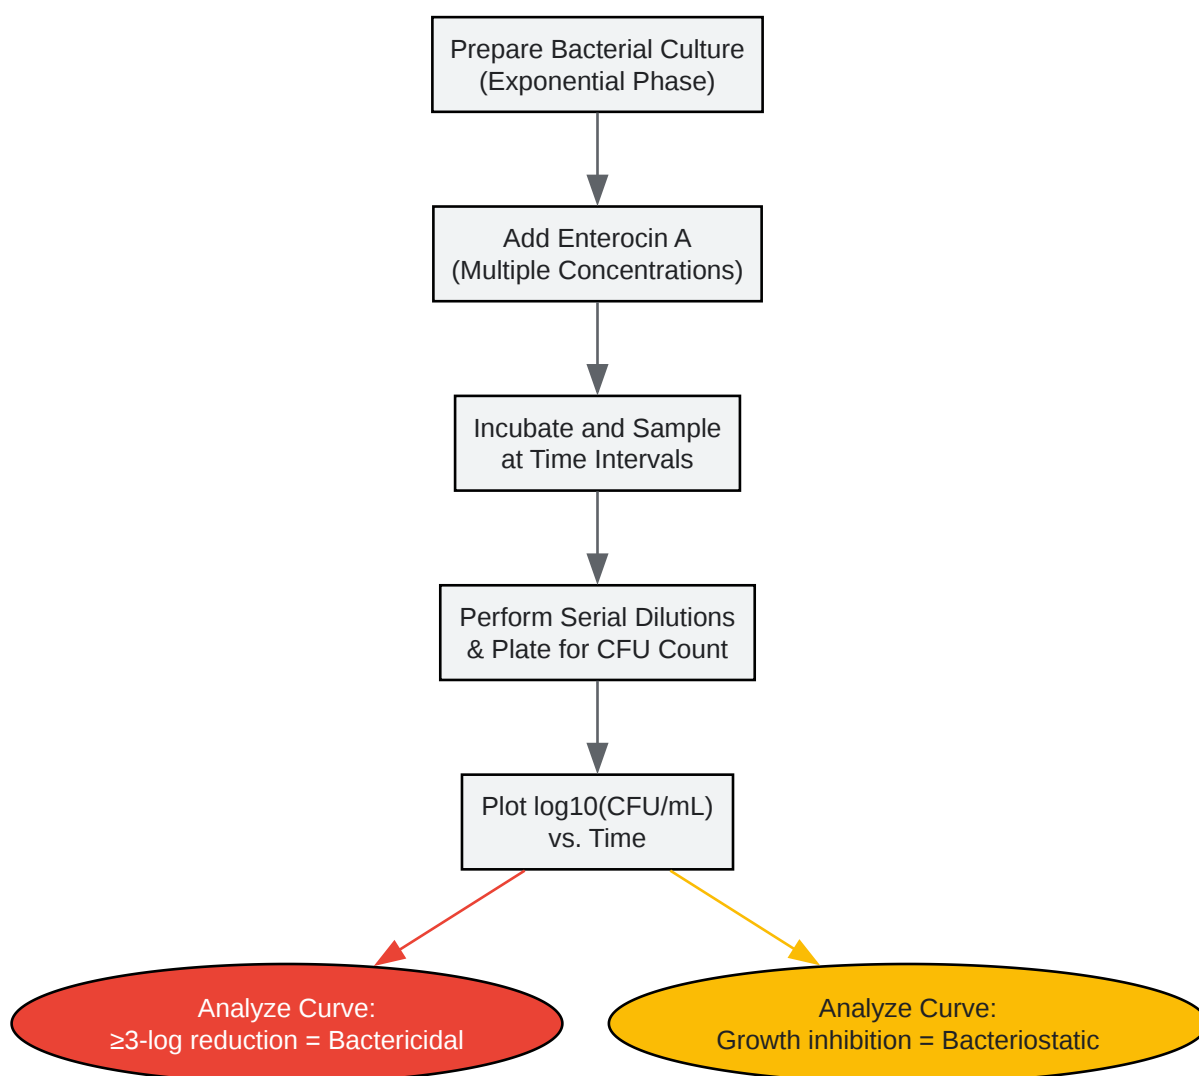 Prepare Bacterial Culture
(Exponential Phase)
Add Enterocin A
(Multiple Concentrations)
Incubate and Sample
at Time Intervals
Perform Serial Dilutions
& Plate for CFU Count
Plot log10(CFU/mL)
vs. Time
Analyze Curve:
≥3-log reduction = Bactericidal
Analyze Curve:
Growth inhibition = Bacteriostatic